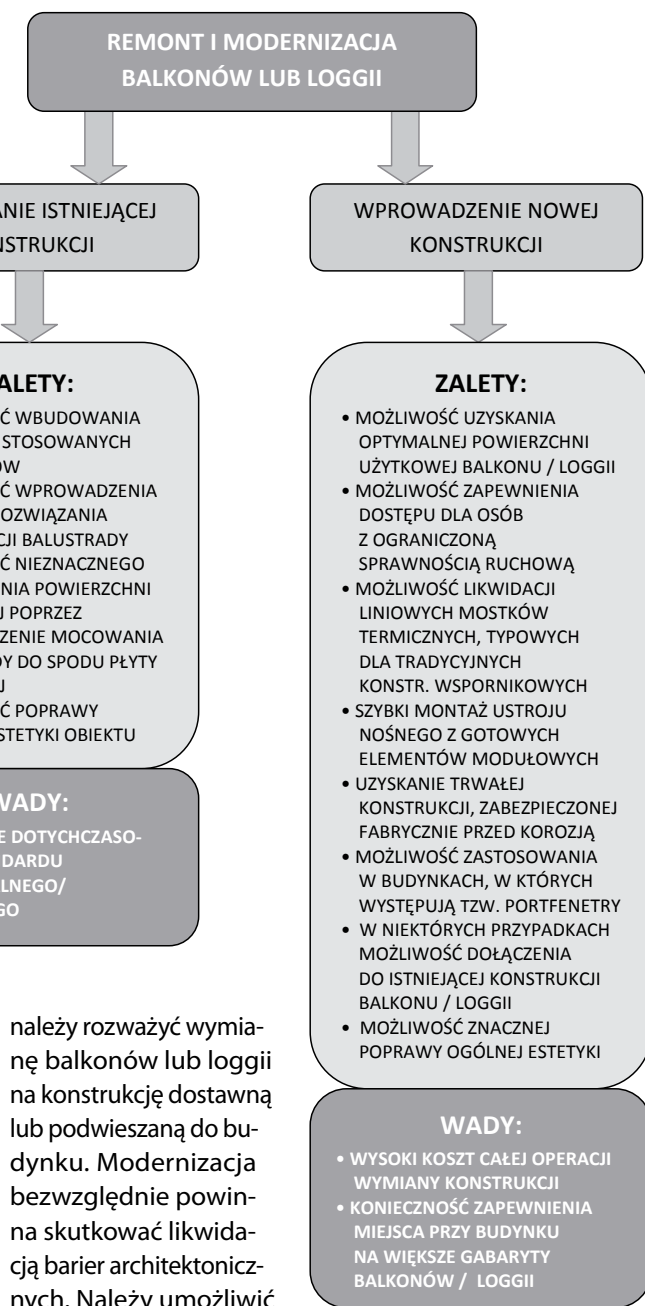 REMONT I MODERNIZACJA
BALKONÓW LUB LOGGII
ANIE ISTNIEJĄCEJ
NSTRUKCJI
ALETY:
Ć WBUDOWANIA
STOSOWANYCH
ÓW
Ć WPROWADZENIA
OZWIĄZANIA
CJI BALUSTRADY
Ć NIEZNACZNEGO
NIA POWIERZCHNI
J POPRZEZ
ZENIE MOCOWANIA
DY DO SPODU PŁYTY
J
Ć POPRAWY
STETYKI OBIEKTU
WADY:
E DOTYCHCZASO-
DARDU
LNEGO/
GO
WPROWADZENIE NOWEJ
KONSTRUKCJI
ZALETY:
• MOŻLIWOŚĆ UZYSKANIA
OPTYMALNEJ POWIERZCHNI
UŻYTKOWEJ BALKONU / LOGGII
• MOŻLIWOŚĆ ZAPEWNIENIA
DOSTĘPU DLA OSÓB
Z OGRANICZONĄ
SPRAWNOŚCIĄ RUCHOWĄ
• MOŻLIWOŚĆ LIKWIDACJI
LINIOWYCH MOSTKÓW
TERMICZNYCH, TYPOWYCH
DLA TRADYCYJNYCH
KONSTR. WSPORNIKOWYCH
• SZYBKI MONTAŻ USTROJU
NOŚNEGO Z GOTOWYCH
ELEMENTÓW MODUŁOWYCH
• UZYSKANIE TRWAŁEJ
KONSTRUKCJI, ZABEZPIECZONEJ
FABRYCZNIE PRZED KOROZJĄ
• MOŻLIWOŚĆ ZASTOSOWANIA
W BUDYNKACH, W KTÓRYCH
WYSTĘPUJĄ TZW. PORTFENETRY
• W NIEKTÓRYCH PRZYPADKACH
MOŻLIWOŚĆ DOŁĄCZENIA
DO ISTNIEJĄCEJ KONSTRUKCJI
BALKONU / LOGGII
• MOŻLIWOŚĆ ZNACZNEJ
POPRAWY OGÓLNEJ ESTETYKI
WADY:
• WYSOKI KOSZT CAŁEJ OPERACJI
WYMIANY KONSTRUKCJI
• KONIECZNOŚĆ ZAPEWNIENIA
MIEJSCA PRZY BUDYNKU
NA WIĘKSZE GABARYTY
BALKONÓW / LOGGII
należy rozważyć wymia-
nę balkonów lub loggii
na konstrukcję dostawną
lub podwieszaną do bu-
dynku. Modernizacja
bezwzględnie powin-
na skutkować likwida-
cją barier architektonicz-
nych. Należy umożliwić